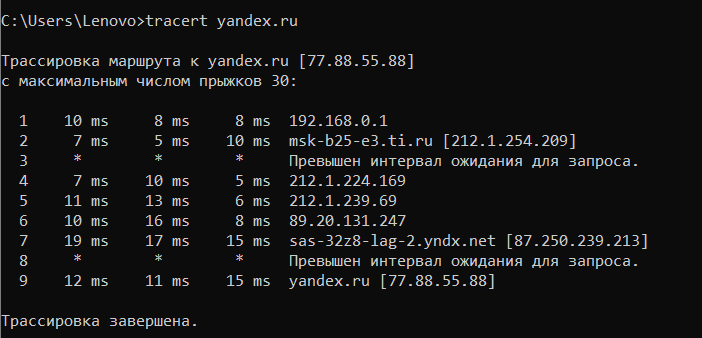 C:\Users\Lenovo>tracert yandex.ru
Трассировка маршрута к yandex.ru [77.88.55.88]
с максимальным числом прыжков 30:
1 10 ms 8 ms 8 ms 192.168.0.1
2 7 ms 5 ms 10 ms msk-b25-e3.ti.ru [212.1.254.209]
3 * * * Превышен интервал ожидания для запроса.
4 7 ms 10 ms 5 ms 212.1.224.169
5 11 ms 13 ms 6 ms 212.1.239.69
6 10 ms 16 ms 8 ms 89.20.131.247
7 19 ms 17 ms 15 ms sas-32z8-lag-2.yndx.net [87.250.239.213]
8 * * * Превышен интервал ожидания для запроса.
9 12 ms 11 ms 15 ms yandex.ru [77.88.55.88]
Трассировка завершена.